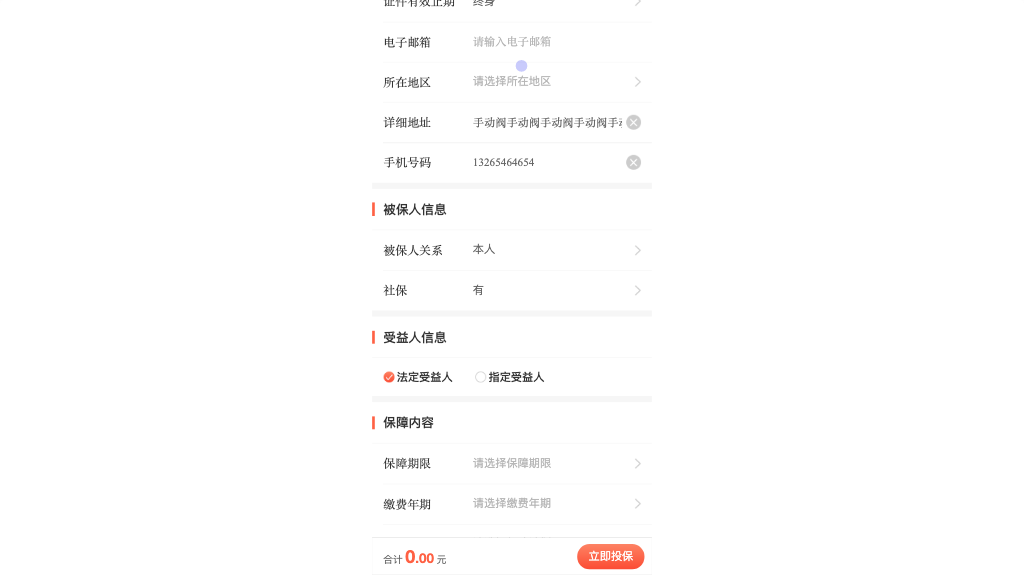 证件有效止期 终身
电子邮箱 请输入电子邮箱
所在地区 请选择所在地区
详细地址 手动阀手动阀手动阀手动阀手动
手机号码 13265464654
被保人信息
被保人关系 本人
社保 有
受益人信息
法定受益人 指定受益人
保障内容
保障期限 请选择保障期限
缴费年期 请选择缴费年期
合计 0.00 元 立即投保